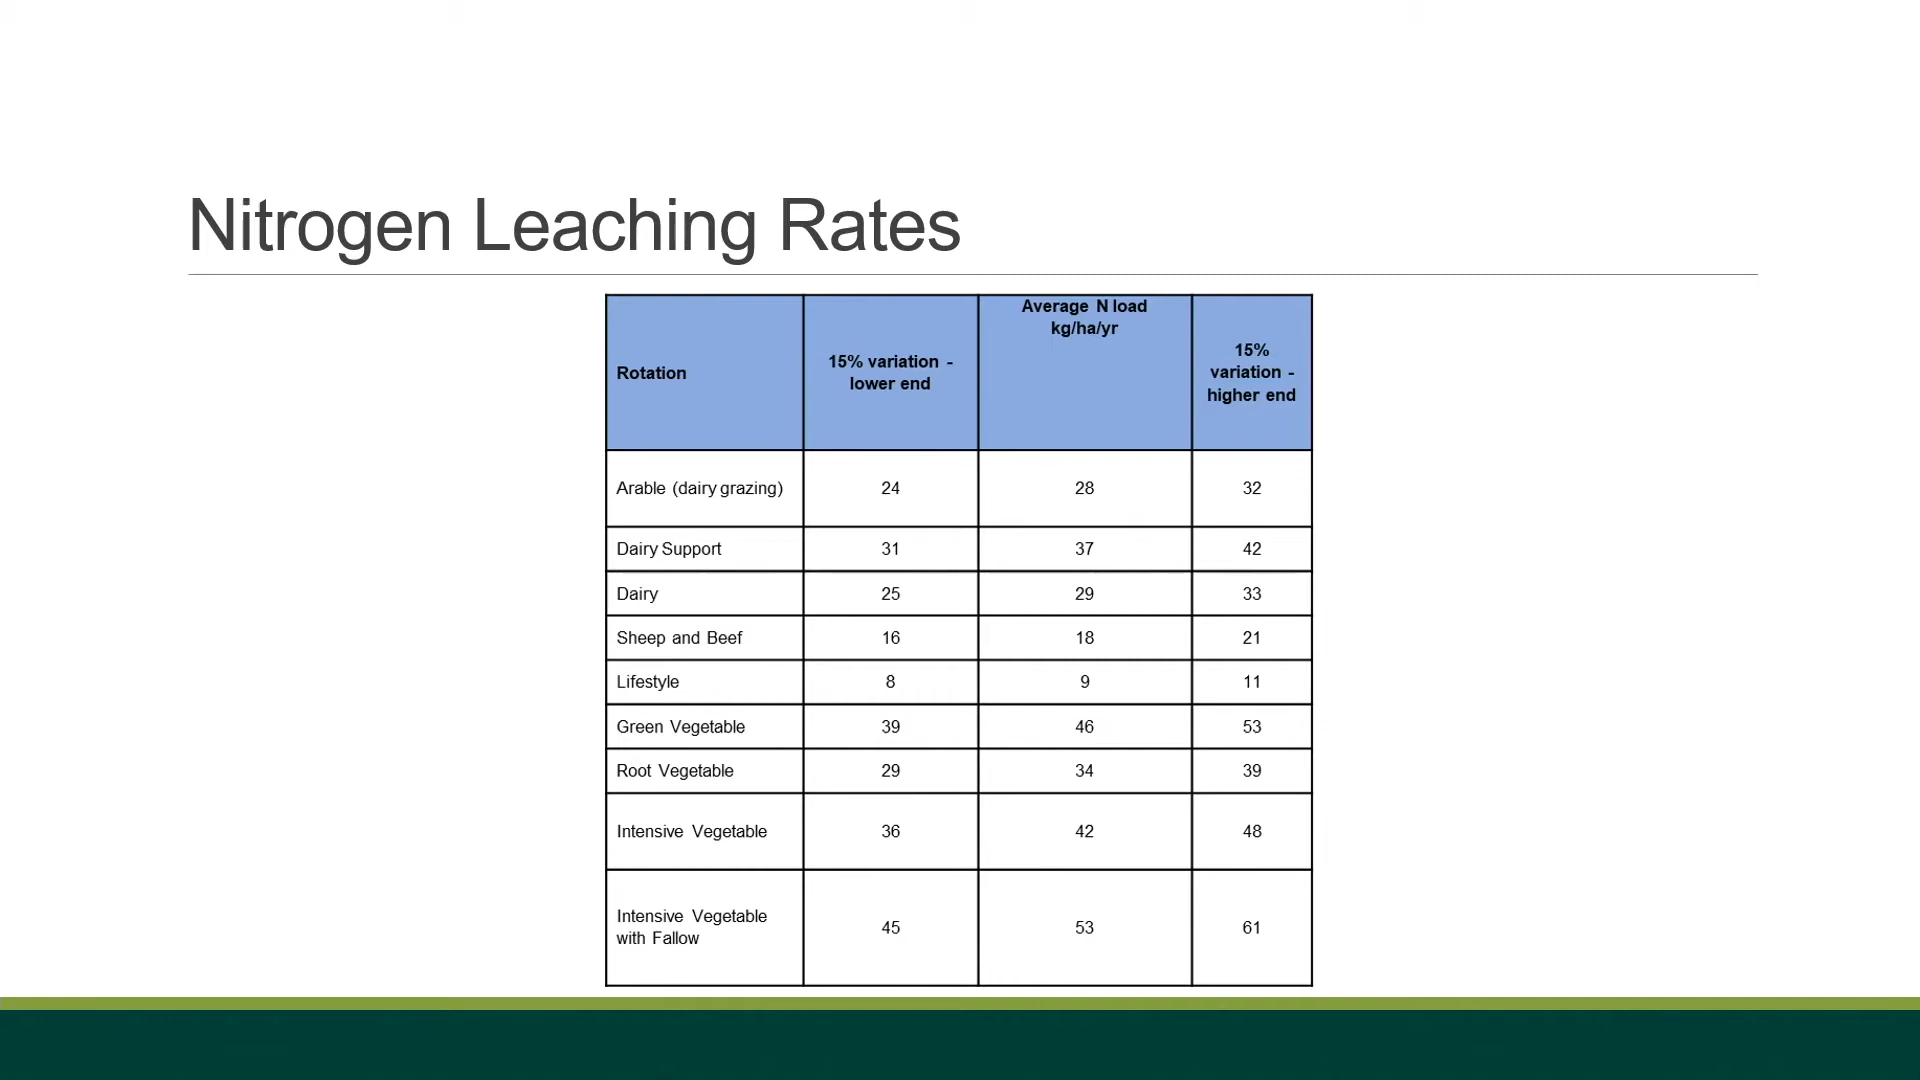 Nitrogen Leaching Rates
Rotation
15% variation -
lower end
Average N load
kg/ha/yr
15%
variation -
higher end
Arable (dairy grazing) 24 28 32
Dairy Support 31 37 42
Dairy 25 29 33
Sheep and Beef 16 18 21
Lifestyle 8 9 11
Green Vegetable 39 46 53
Root Vegetable 29 34 39
Intensive Vegetable 36 42 48
Intensive Vegetable
with Fallow
45 53 61